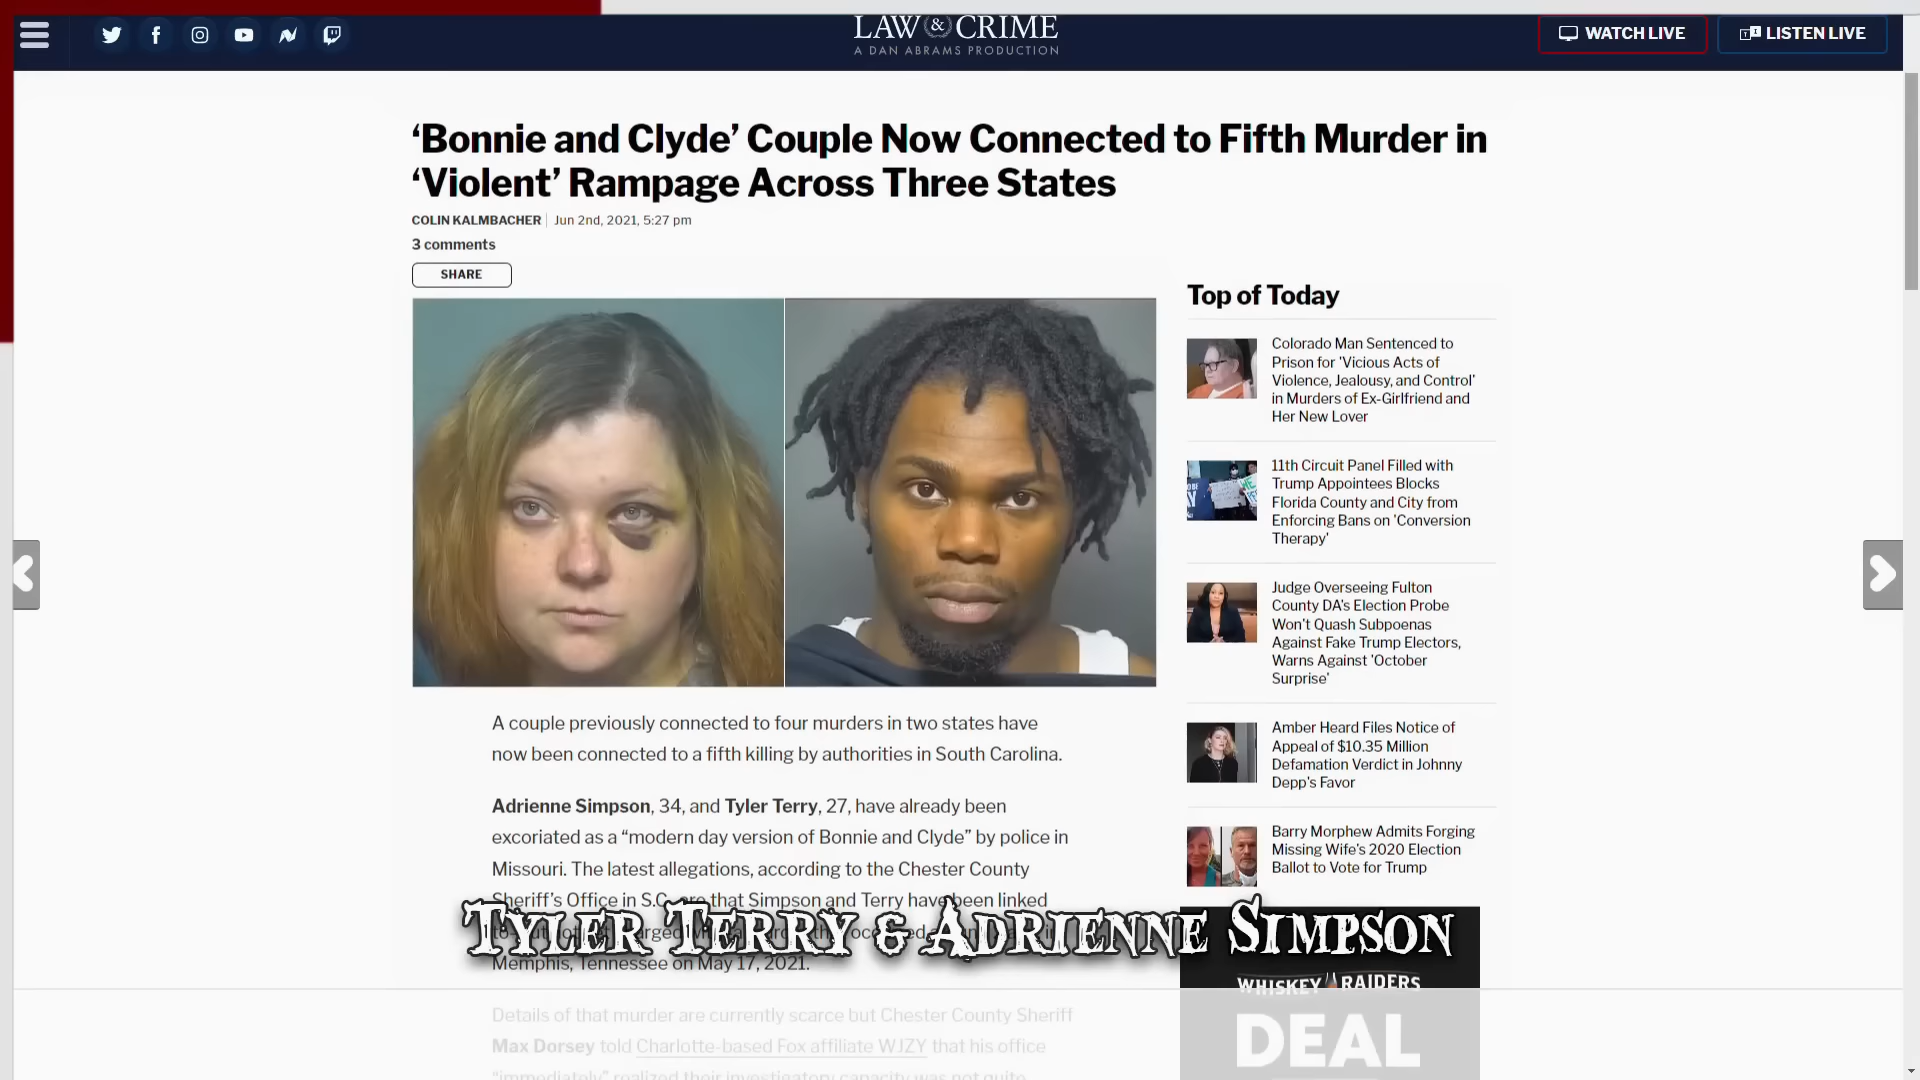 LAW & CRIME
A DAN ABRAMS PRODUCTION
WATCH LIVE
LISTEN LIVE
‘Bonnie and Clyde’ Couple Now Connected to Fifth Murder in
‘Violent’ Rampage Across Three States
COLIN KALMBACHER | Jun 2nd, 2021, 5:27 pm
3 comments
SHARE
A couple previously connected to four murders in two states have
now been connected to a fifth killing by authorities in South Carolina.
Adrienne Simpson, 34, and Tyler Terry, 27, have already been
excoriated as a “modern day version of Bonnie and Clyde” by police in
Missouri. The latest allegations, according to the Chester County
Sheriff’s Office in S.C. are that Simpson and Terry have been linked
Memphis, Tennessee on May 17, 2021.
Details of that murder are currently scarce but Chester County Sheriff
Max Dorsey told Charlotte-based Fox affiliate WJZY that his office
“immediately” realized their investigatory capacity was not quite
Top of Today
Colorado Man Sentenced to
Prison for 'Vicious Acts of
Violence, Jealousy, and Control'
in Murders of Ex-Girlfriend and
Her New Lover
11th Circuit Panel Filled with
Trump Appointees Blocks
Florida County and City from
Enforcing Bans on 'Conversion
Therapy'
Judge Overseeing Fulton
County DA's Election Probe
Won't Quash Subpoenas
Against Fake Trump Electors,
Warns Against 'October
Surprise'
Amber Heard Files Notice of
Appeal of $10.35 Million
Defamation Verdict in Johnny
Depp's Favor
Barry Morphew Admits Forging
Missing Wife's 2020 Election
Ballot to Vote for Trump
WHISKEY RAIDERS
DEAL
Tyler Terry & Adrienne Simpson